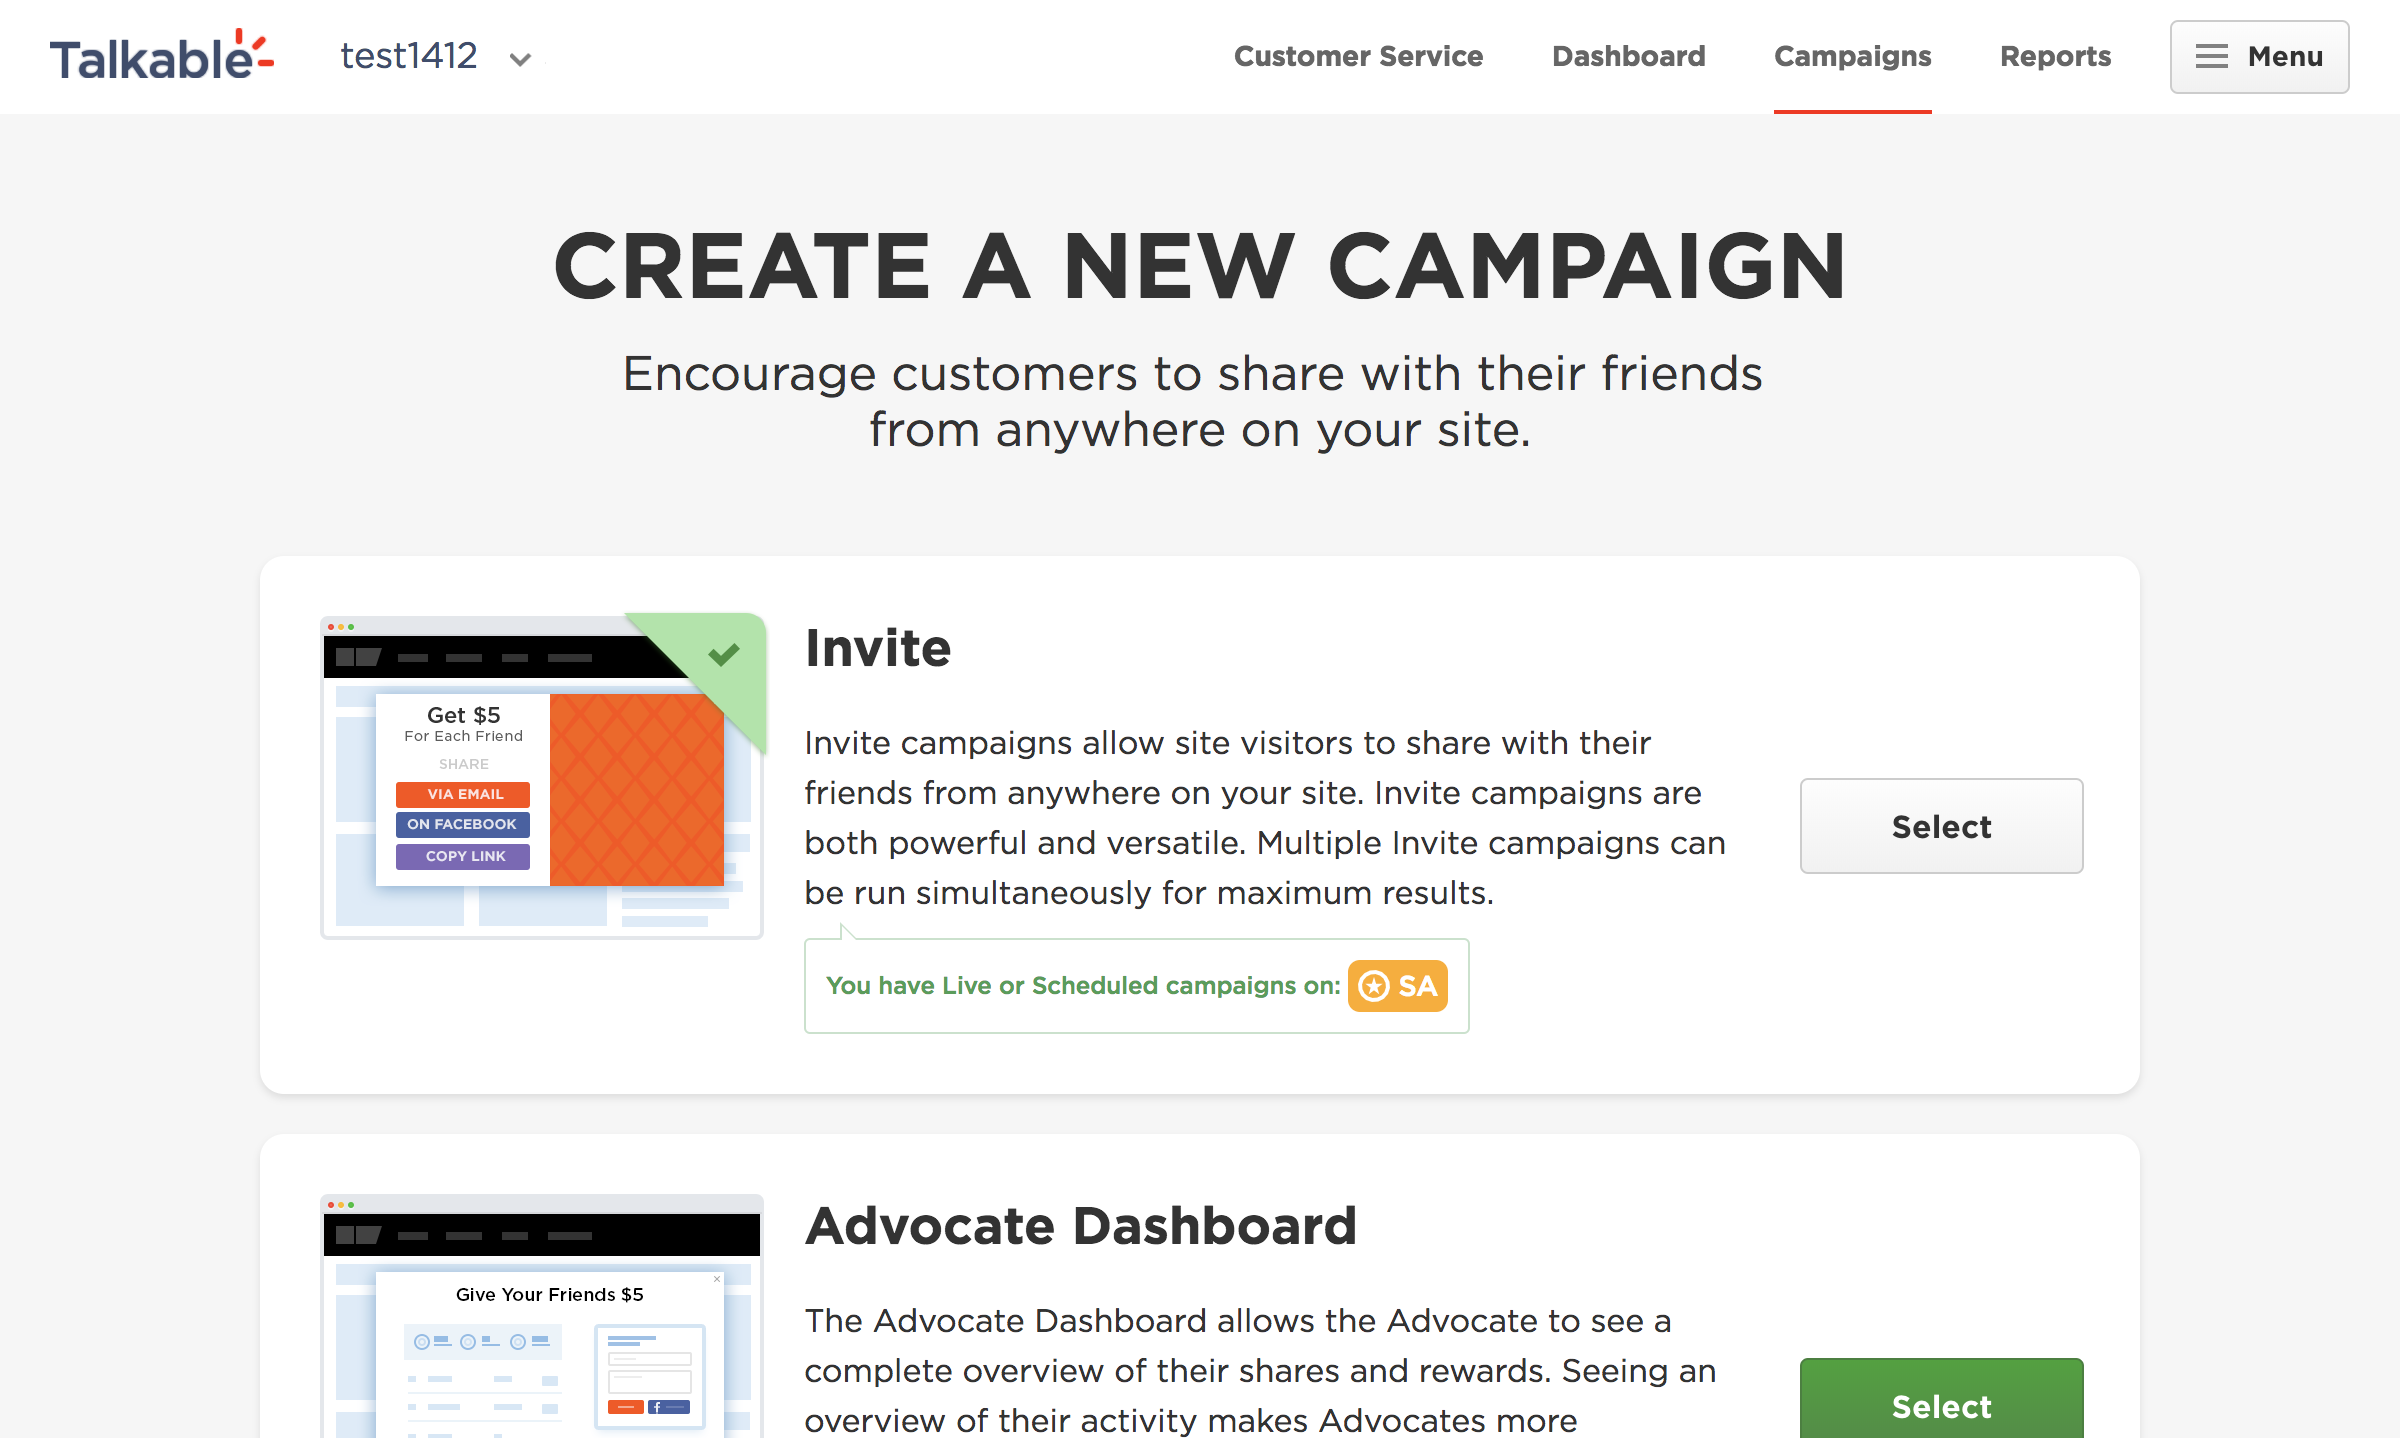 Talkable
test1412
Customer Service
Dashboard
Campaigns
Reports
Menu
CREATE A NEW CAMPAIGN
Encourage customers to share with their friends
from anywhere on your site.
Get $5
For Each Friend
SHARE
VIA EMAIL
ON FACEBOOK
COPY LINK
Invite
Invite campaigns allow site visitors to share with their
friends from anywhere on your site. Invite campaigns are
both powerful and versatile. Multiple Invite campaigns can
be run simultaneously for maximum results.
You have Live or Scheduled campaigns on: SA
Select
Give Your Friends $5
Advocate Dashboard
The Advocate Dashboard allows the Advocate to see a
complete overview of their shares and rewards. Seeing an
overview of their activity makes Advocates more
Select